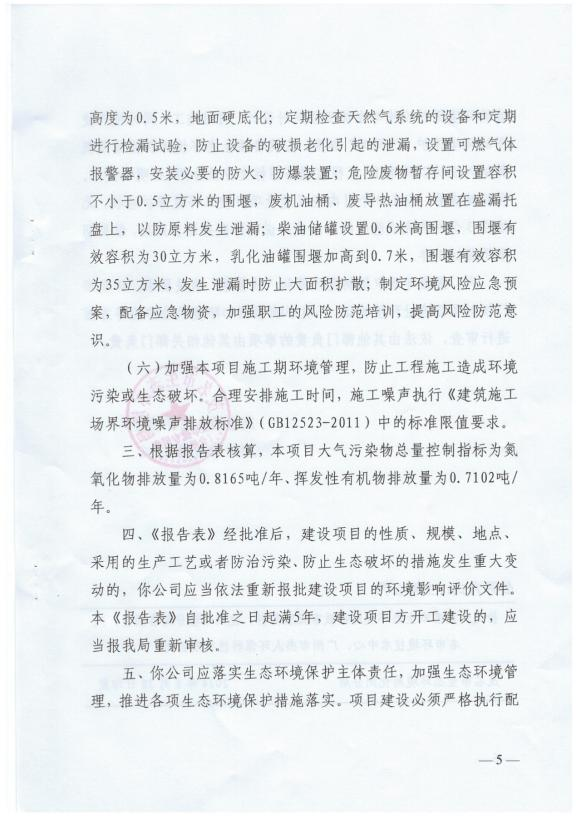 高度为0.5米，地面硬底化；定期检查天然气系统的设备和定期
进行检漏试验，防止设备的破损老化引起的泄漏，设置可燃气体
报警器，安装必要的防火、防爆装置；危险废物暂存间设置容积
不小于0.5立方米的围堰，废机油桶、废导热油桶放置在盛漏托
盘上，以防原料发生泄漏；柴油储罐设置0.6米高围堰，围堰有
效容积为30立方米，乳化油罐围堰加高到0.7米，围堰有效容积
为35立方米，发生泄漏时防止大面积扩散；制定环境风险应急预
案，配备应急物资，加强职工的风险防范培训，提高风险防范意
识。
（六）加强本项目施工期环境管理，防止工程施工造成环境
污染或生态破坏。合理安排施工时间，施工噪声执行《建筑施工
场界环境噪声排放标准》（GB12523-2011）中的标准限值要求。
三、根据报告表核算，本项目大气污染物总量控制指标为氮
氧化物排放量为0.8165吨/年、挥发性有机物排放量为0.7102吨/
年。
四、《报告表》经批准后，建设项目的性质、规模、地点、
采用的生产工艺或者防治污染、防止生态破坏的措施发生重大变
动的，你公司应当依法重新报批建设项目的环境影响评价文件。
本《报告表》自批准之日起满5年，建设项目方开工建设的，应
当报我局重新审核。
五、你公司应落实生态环境保护主体责任，加强生态环境管
理，推进各项生态环境保护措施落实。项目建设必须严格执行配
—5—